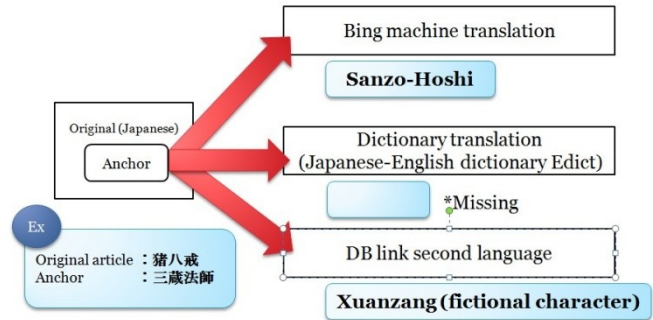 Bing machine translation
Sanzo-Hoshi
Original (Japanese)
Anchor
Dictionary translation
(Japanese-English dictionary Edict)
*Missing
DB link second language
Xuanzang (fictional character)
Ex
Original article ：猪八戒
Anchor ：三蔵法師